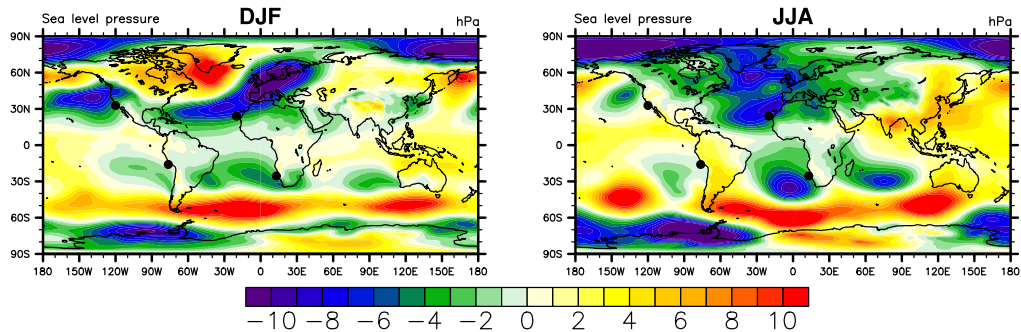 Sea level pressure DJF hPa
90N
60N
30N
0
30S
60S
90S
180 150W 120W 90W 60W 30W 0 30E 60E 90E 120E 150E 180
Sea level pressure JJA hPa
90N
60N
30N
0
30S
60S
90S
180 150W 120W 90W 60W 30W 0 30E 60E 90E 120E 150E 180
−10 −8 −6 −4 −2 0 2 4 6 8 10